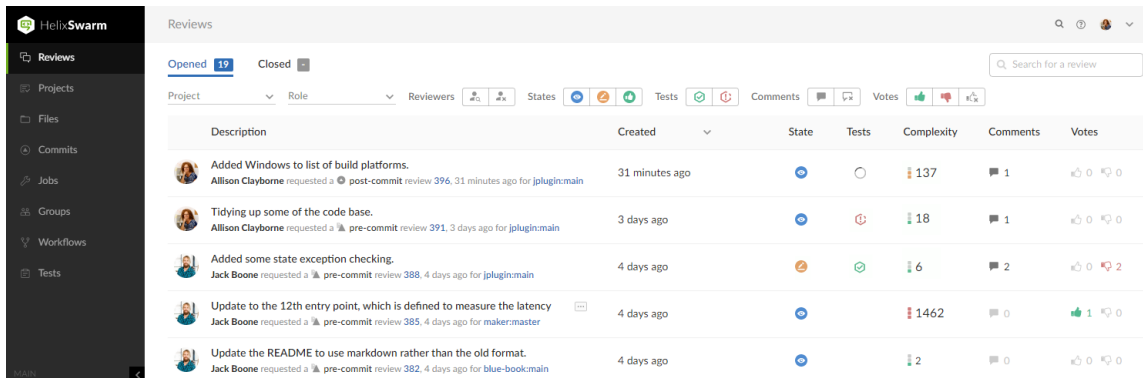 HelixSwarm
Reviews
Reviews
Projects
Files
Commits
Jobs
Groups
Workflows
Tests
MAIN
Opened 19 Closed -
Search for a review
Project Role Reviewers States Tests Comments Votes
Description Created State Tests Complexity Comments Votes
Added Windows to list of build platforms.
Allison Clayborne requested a post-commit review 396, 31 minutes ago for jplugin:main
31 minutes ago 137 1 0 0
Tidying up some of the code base.
Allison Clayborne requested a pre-commit review 391, 3 days ago for jplugin:main
3 days ago 18 1 0 0
Added some state exception checking.
Jack Boone requested a pre-commit review 388, 4 days ago for jplugin:main
4 days ago 6 2 0 2
Update to the 12th entry point, which is defined to measure the latency
Jack Boone requested a pre-commit review 385, 4 days ago for maker:master
4 days ago 1462 0 1 0
Update the README to use markdown rather than the old format.
Jack Boone requested a pre-commit review 382, 4 days ago for blue-book:main
4 days ago 2 0 0 0